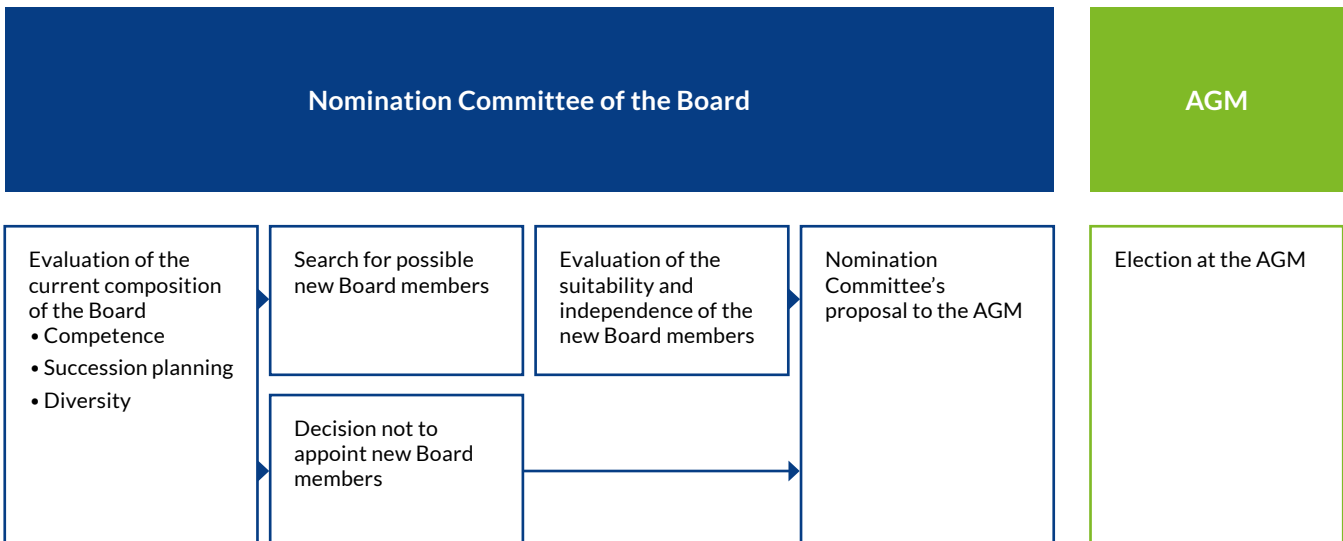 Nomination Committee of the Board
AGM
Evaluation of the
current composition
of the Board
• Competence
• Succession planning
• Diversity
Search for possible
new Board members
Evaluation of the
suitability and
independence of the
new Board members
Decision not to
appoint new Board
members
Nomination
Committee’s
proposal to the AGM
Election at the AGM